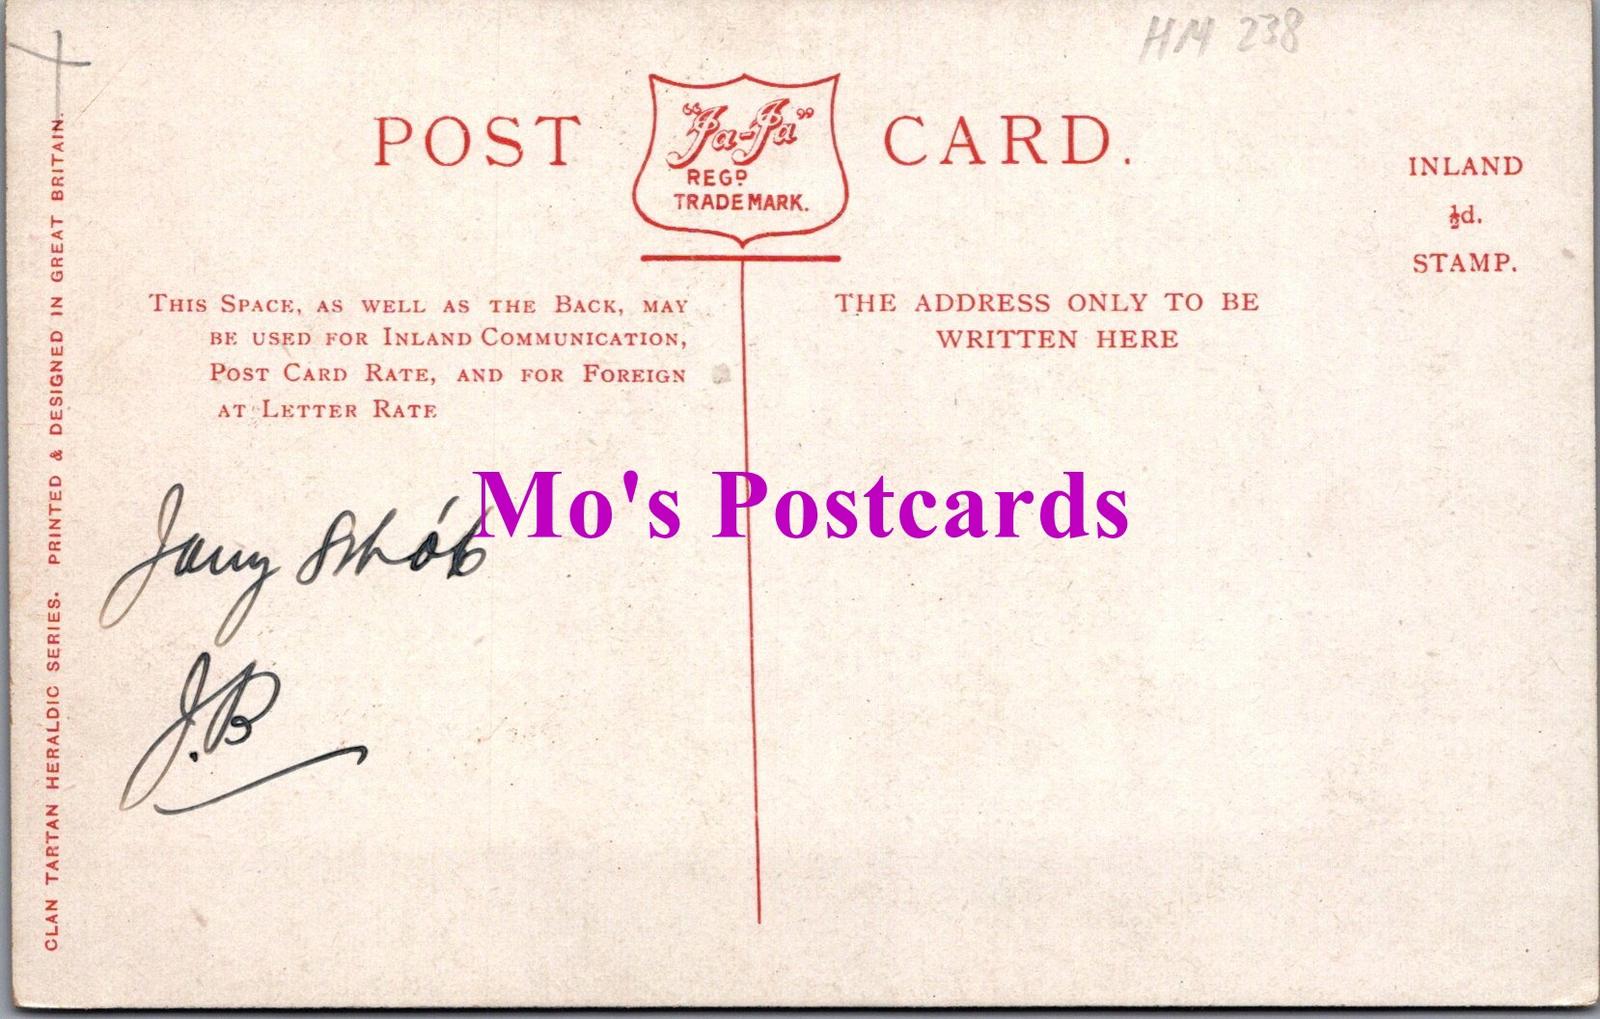 HM 238
POST CARD.
"Ja-Ja"
REGD
TRADE MARK.
INLAND
½d.
STAMP.
THIS SPACE, AS WELL AS THE BACK, MAY
BE USED FOR INLAND COMMUNICATION,
POST CARD RATE, AND FOR FOREIGN
AT LETTER RATE
THE ADDRESS ONLY TO BE
WRITTEN HERE
Mo's Postcards
J.B
CLAN TARTAN HERALDIC SERIES. PRINTED & DESIGNED IN GREAT BRITAIN.